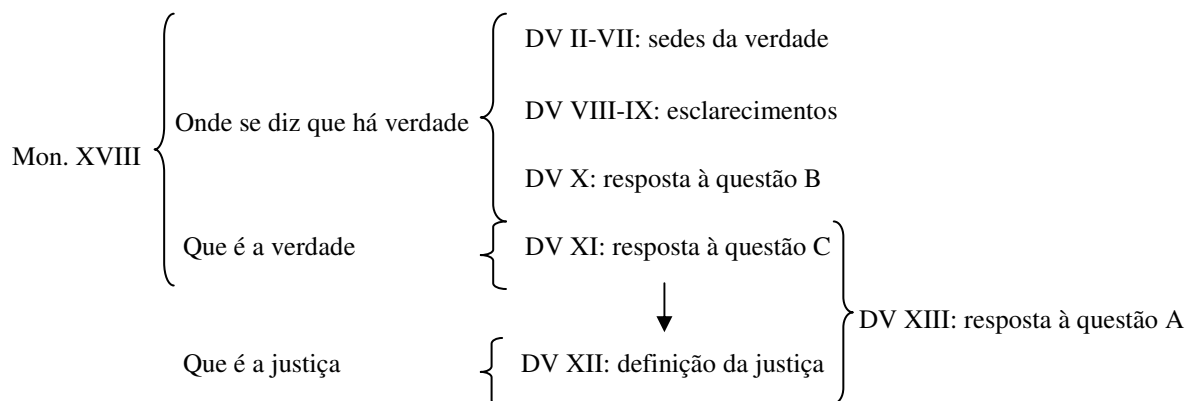 DV II-VII: sedes da verdade
Onde se diz que há verdade
DV VIII-IX: esclarecimentos
Mon. XVIII
DV X: resposta à questão B
Que é a verdade
DV XI: resposta à questão C
DV XIII: resposta à questão A
Que é a justiça
DV XII: definição da justiça